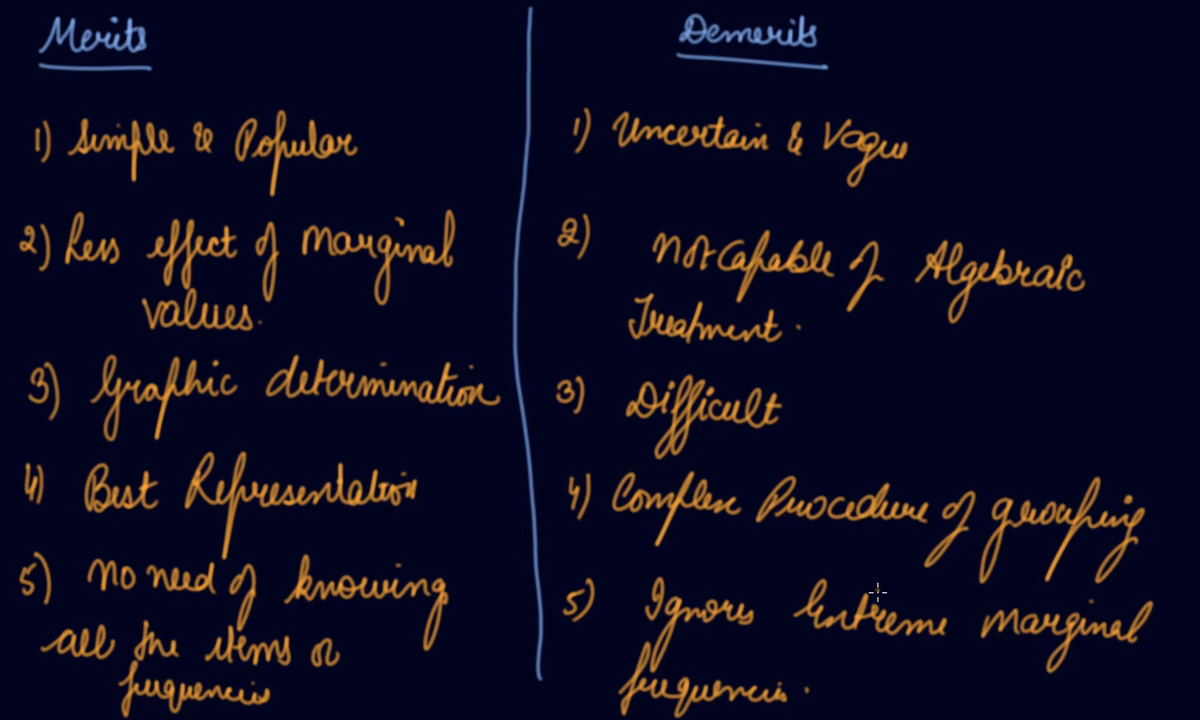 Merits
1) Simple & Popular
2) Less effect of Marginal
values.
3) Graphic determination
4) Best Representation
5) No need of knowing
all the items or
frequencies
Demerits
1) Uncertain & Vague
2) Not Capable of Algebraic
Treatment.
3) Difficult
4) Complex Procedure of grouping
5) Ignores Extreme Marginal
frequencies.